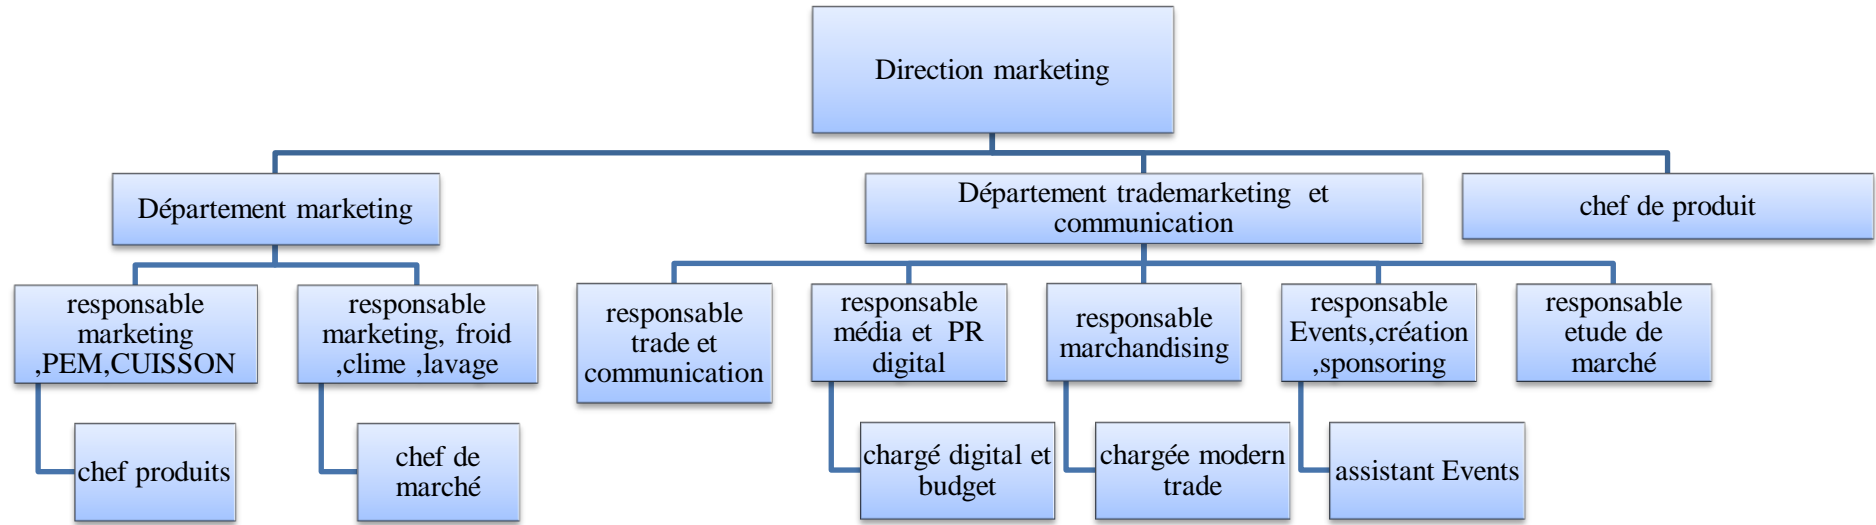 Direction marketing
Département marketing
Département trademarketing et
communication
chef de produit
responsable
marketing
,PEM,CUISSON
responsable
marketing, froid
,clime ,lavage
responsable
trade et
communication
responsable
média et PR
digital
responsable
marchandising
responsable
Events,création
,sponsoring
responsable
etude de
marché
chef produits
chef de
marché
chargé digital et
budget
chargée modern
trade
assistant Events